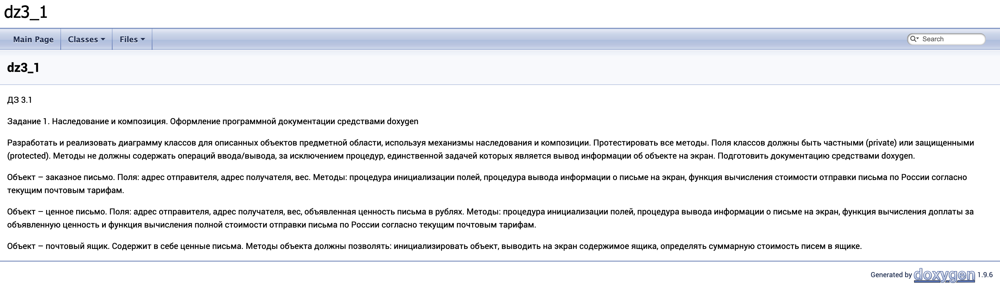 dz3_1
Main Page
Classes
Files
Search
dz3_1
ДЗ 3.1
Задание 1. Наследование и композиция. Оформление программной документации средствами doxygen
Разработать и реализовать диаграмму классов для описанных объектов предметной области, используя механизмы наследования и композиции. Протестировать все методы. Поля классов должны быть частными (private) или защищенными
(protected). Методы не должны содержать операций ввода/вывода, за исключением процедур, единственной задачей которых является вывод информации об объекте на экран. Подготовить документацию средствами doxygen.
Объект – заказное письмо. Поля: адрес отправителя, адрес получателя, вес. Методы: процедура инициализации полей, процедура вывода информации о письме на экран, функция вычисления стоимости отправки письма по России согласно
текущим почтовым тарифам.
Объект – ценное письмо. Поля: адрес отправителя, адрес получателя, вес, объявленная ценность письма в рублях. Методы: процедура инициализации полей, процедура вывода информации о письме на экран, функция вычисления доплаты за
объявленную ценность и функция вычисления полной стоимости отправки письма по России согласно текущим почтовым тарифам.
Объект – почтовый ящик. Содержит в себе ценные письма. Методы объекта должны позволять: инициализировать объект, выводить на экран содержимое ящика, определять суммарную стоимость писем в ящике.
Generated by doxygen 1.9.6